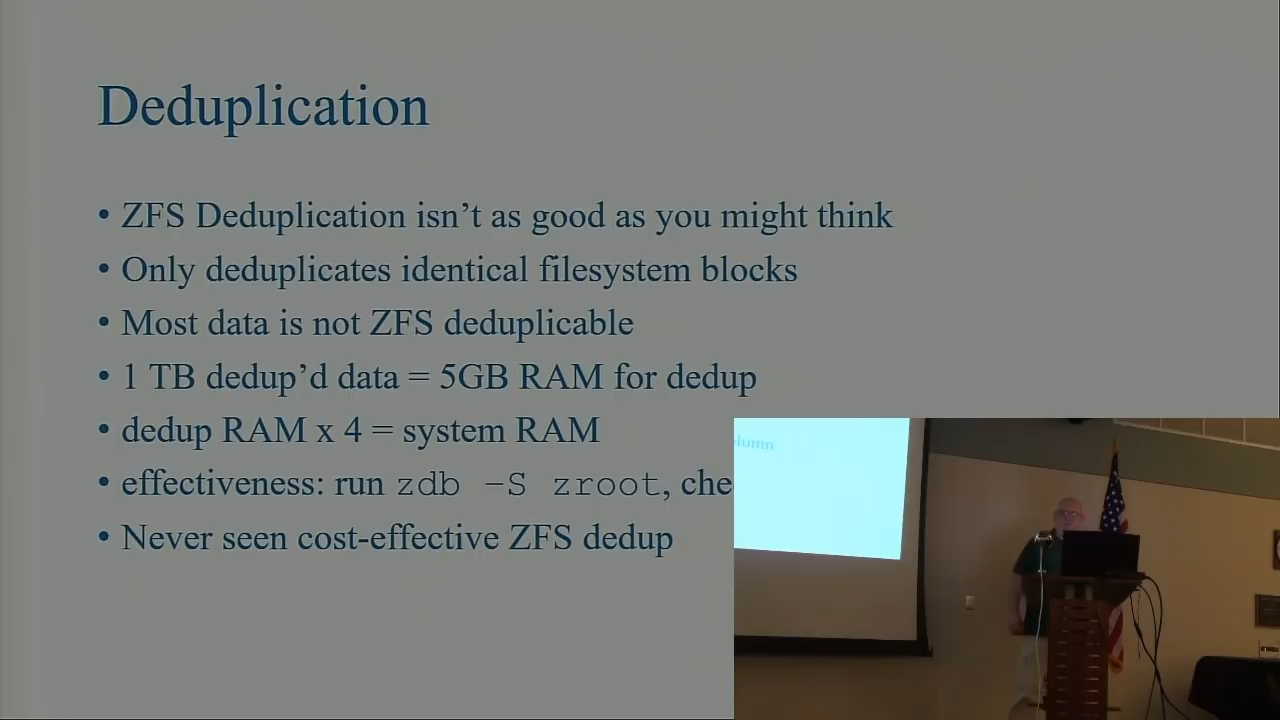 Deduplication
• ZFS Deduplication isn't as good as you might think
• Only deduplicates identical filesystem blocks
• Most data is not ZFS deduplicable
• 1 TB dedup'd data = 5GB RAM for dedup
• dedup RAM x 4 = system RAM
• effectiveness: run zdb -S zroot, che
• Never seen cost-effective ZFS dedup
lumn